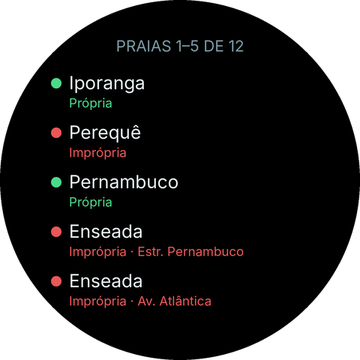 PRAIAS 1–5 DE 12
Iporanga
Própria
Perequê
Imprópria
Pernambuco
Própria
Enseada
Imprópria · Estr. Pernambuco
Enseada
Imprópria · Av. Atlântica